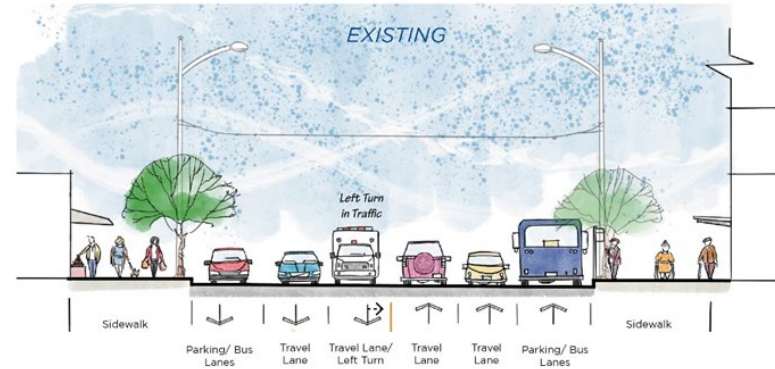 EXISTING
Left Turn
in Traffic
Sidewalk
Parking/ Bus
Lanes
Travel
Lane
Travel Lane/
Left Turn
Travel
Lane
Travel
Lane
Parking/ Bus
Lanes
Sidewalk